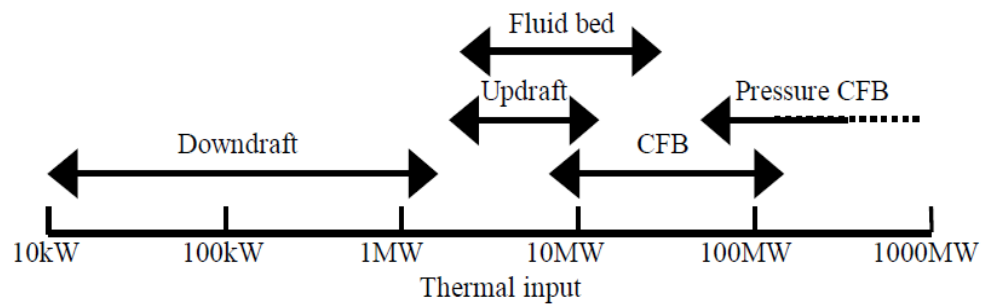 Fluid bed
Updraft
Pressure CFB
Downdraft
CFB
10kW 100kW 1MW 10MW 100MW 1000MW
Thermal input